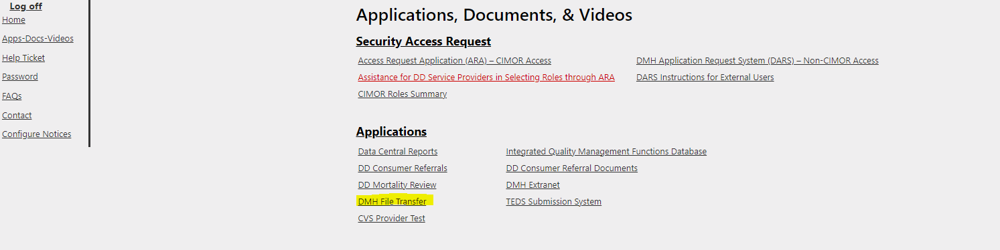 Log off
Home
Apps-Docs-Videos
Help Ticket
Password
FAQs
Contact
Configure Notices
Applications, Documents, & Videos
Security Access Request
Access Request Application (ARA) – CIMOR Access
DMH Application Request System (DARS) – Non-CIMOR Access
Assistance for DD Service Providers in Selecting Roles through ARA
DARS Instructions for External Users
CIMOR Roles Summary
Applications
Data Central Reports
Integrated Quality Management Functions Database
DD Consumer Referrals
DD Consumer Referral Documents
DD Mortality Review
DMH Extranet
DMH File Transfer
TEDS Submission System
CVS Provider Test